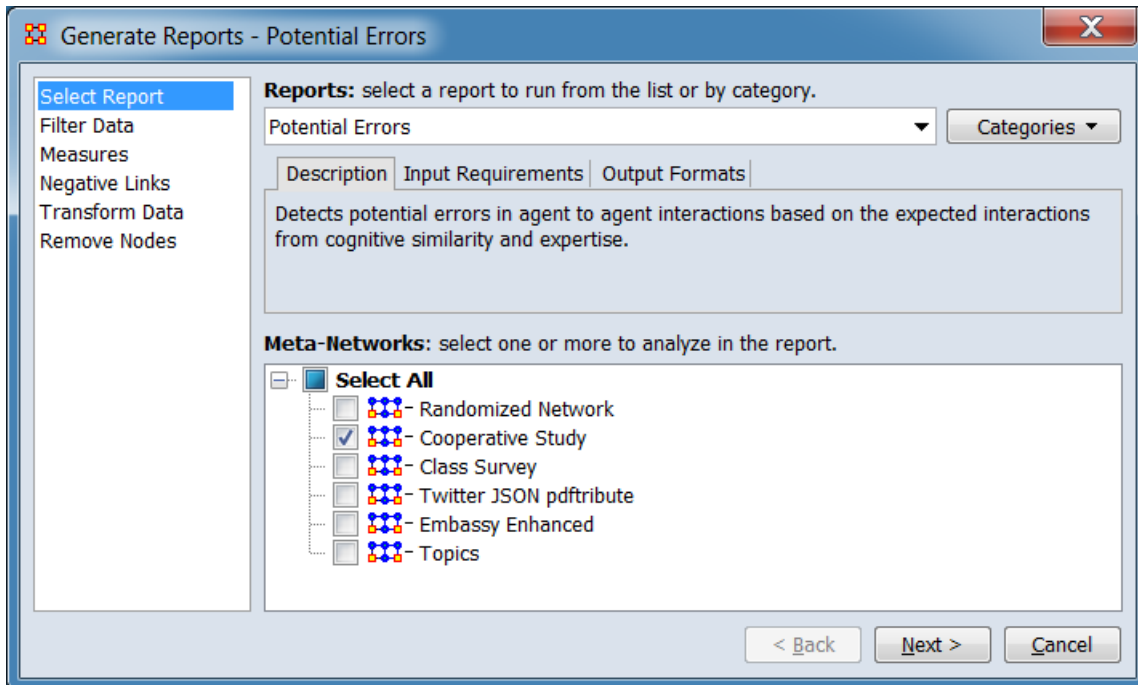 Generate Reports - Potential Errors
X
Select Report
Filter Data
Measures
Negative Links
Transform Data
Remove Nodes
Reports: select a report to run from the list or by category.
Potential Errors
Categories
Description Input Requirements Output Formats
Detects potential errors in agent to agent interactions based on the expected interactions
from cognitive similarity and expertise.
Meta-Networks: select one or more to analyze in the report.
Select All
Randomized Network
Cooperative Study
Class Survey
Twitter JSON pdftribute
Embassy Enhanced
Topics
< Back Next > Cancel